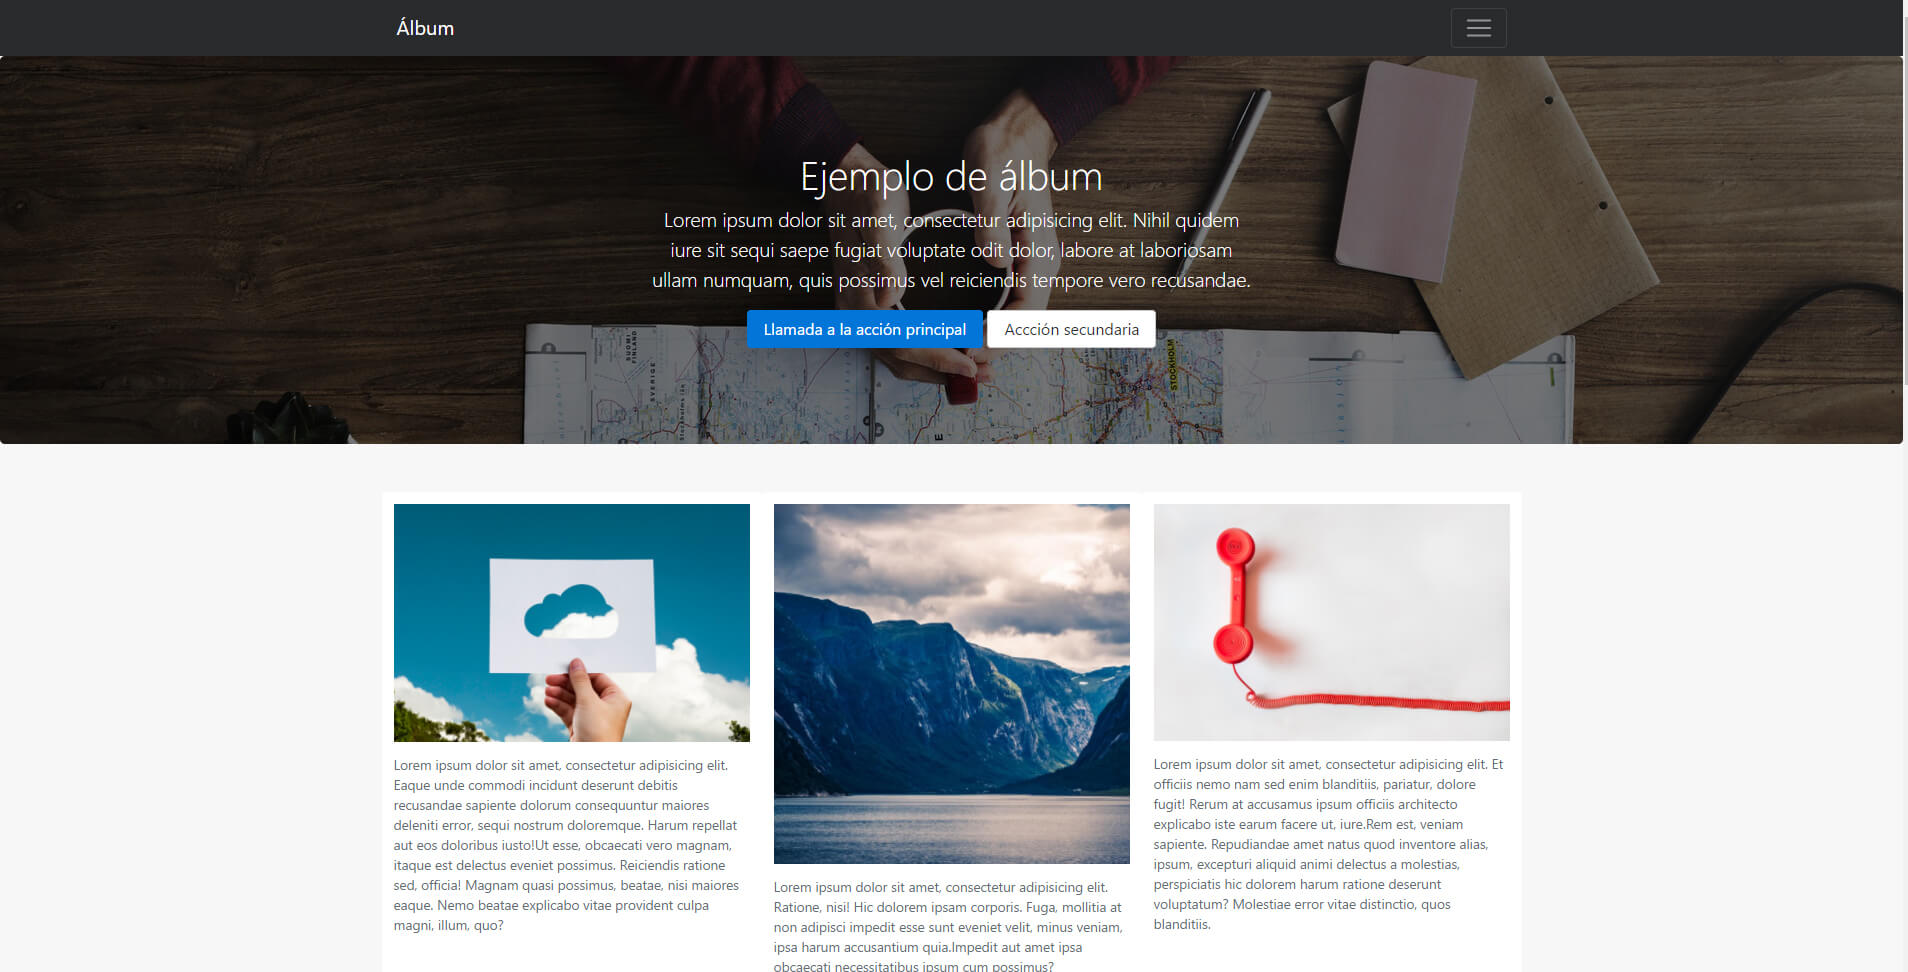 Álbum
Ejemplo de álbum
Lorem ipsum dolor sit amet, consectetur adipisicing elit. Nihil quidem
iure sit sequi saepe fugiat voluptate odit dolor, labore at laboriosam
ullam numquam, quis possimus vel reiciendis tempore vero recusandae.
Llamada a la acción principal
Accción secundaria
SUOMI
FINLAND
SVERIGE
STOCKHOLM
Lorem ipsum dolor sit amet, consectetur adipisicing elit.
Eaque unde commodi incidunt deserunt debitis
recusandae sapiente dolorum consequuntur maiores
deleniti error, sequi nostrum doloremque. Harum repellat
aut eos doloribus iusto!Ut esse, obcaecati vero magnam,
itaque est delectus eveniet possimus. Reiciendis ratione
sed, officia! Magnam quasi possimus, beatae, nisi maiores
eaque. Nemo beatae explicabo vitae provident culpa
magni, illum, quo?
Lorem ipsum dolor sit amet, consectetur adipisicing elit.
Ratione, nisi! Hic dolorem ipsam corporis. Fuga, mollitia at
non adipisci impedit esse sunt eveniet velit, minus veniam,
ipsa harum accusantium quia.Impedit aut amet ipsa
obcaecati necessitatibus ipsum cum possimus?
Lorem ipsum dolor sit amet, consectetur adipisicing elit. Et
officiis nemo nam sed enim blanditiis, pariatur, dolore
fugit! Rerum at accusamus ipsum officiis architecto
explicabo iste earum facere ut, iure.Rem est, veniam
sapiente. Repudiandae amet natus quod inventore alias,
ipsum, excepturi aliquid animi delectus a molestias,
perspiciatis hic dolorem harum ratione deserunt
voluptatum? Molestiae error vitae distinctio, quos
blanditiis.